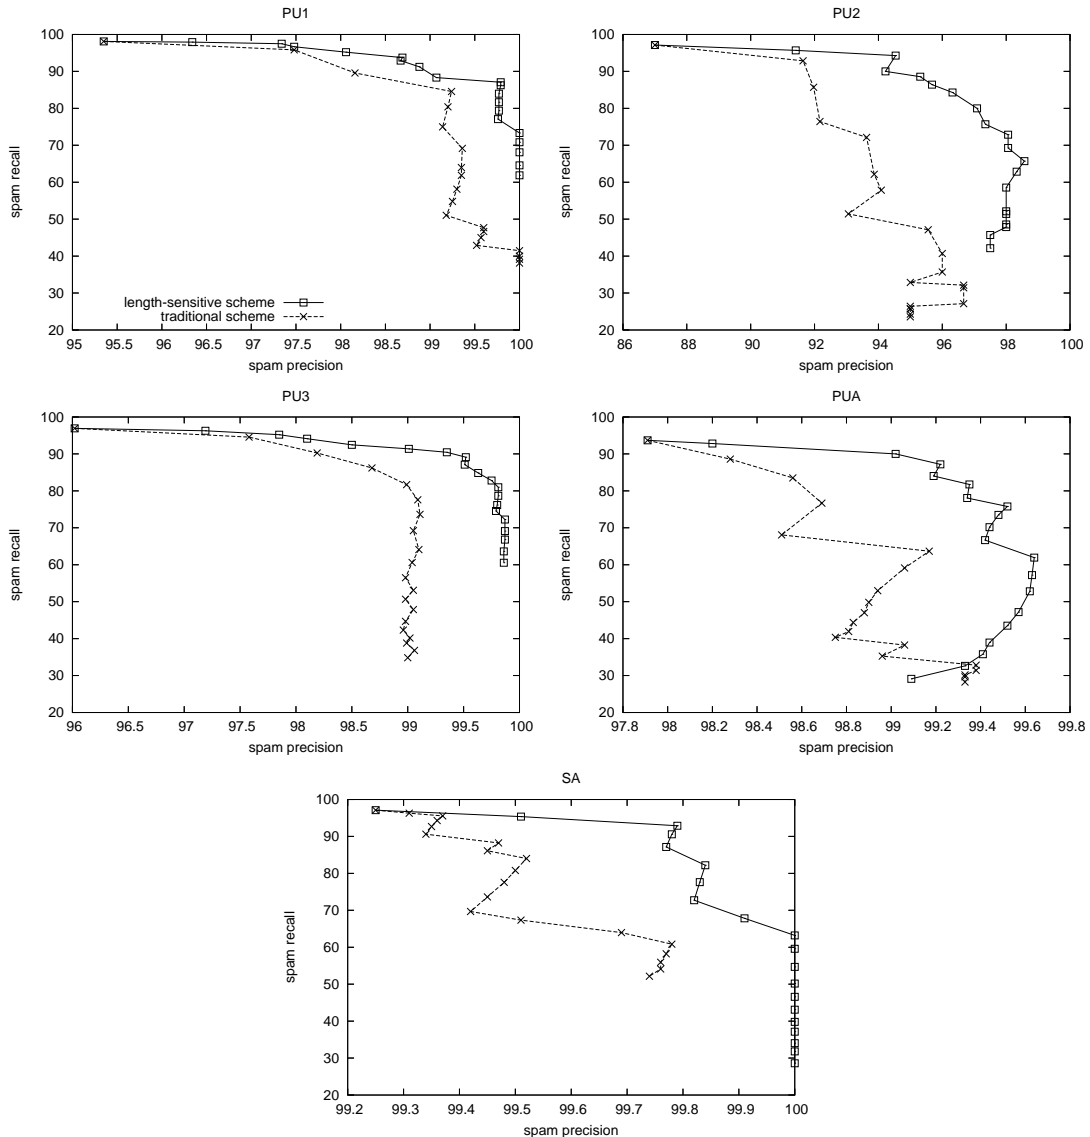 PU1
100
90
80
70
60
50
40
30
20
spam recall
length-sensitive scheme
traditional scheme
95 95.5 96 96.5 97 97.5 98 98.5 99 99.5 100
spam precision
PU2
100
90
80
70
60
50
40
30
20
spam recall
86 88 90 92 94 96 98 100
spam precision
PU3
100
90
80
70
60
50
40
30
20
spam recall
96 96.5 97 97.5 98 98.5 99 99.5 100
spam precision
PUA
100
90
80
70
60
50
40
30
20
spam recall
97.8 98 98.2 98.4 98.6 98.8 99 99.2 99.4 99.6 99.8
spam precision
SA
100
90
80
70
60
50
40
30
20
spam recall
99.2 99.3 99.4 99.5 99.6 99.7 99.8 99.9 100
spam precision